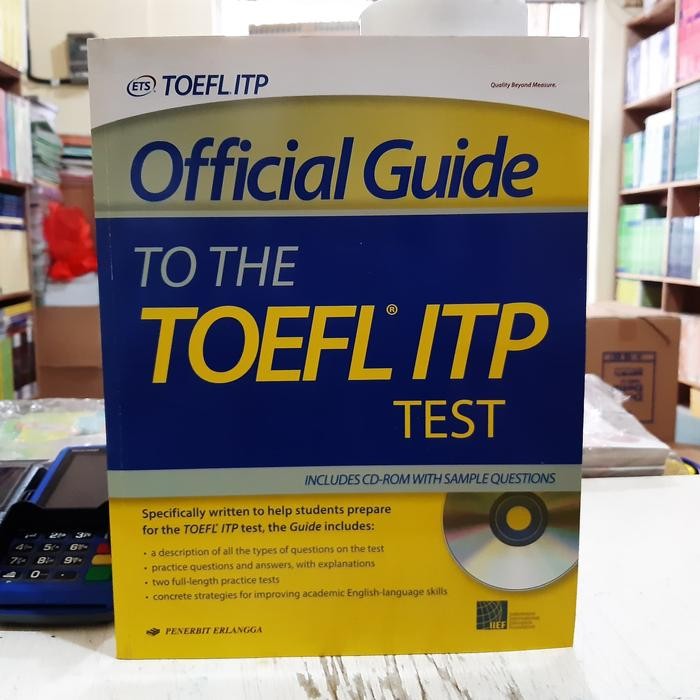 ETS TOEFL ITP
Quality Beyond Measure.
Official Guide
TO THE
TOEFL® ITP
TEST
INCLUDES CD-ROM WITH SAMPLE QUESTIONS
Specifically written to help students prepare
for the TOEFL® ITP test, the Guide includes:
• a description of all the types of questions on the test
• practice questions and answers, with explanations
• two full-length practice tests
• concrete strategies for improving academic English-language skills
PENERBIT ERLANGGA
IIEF